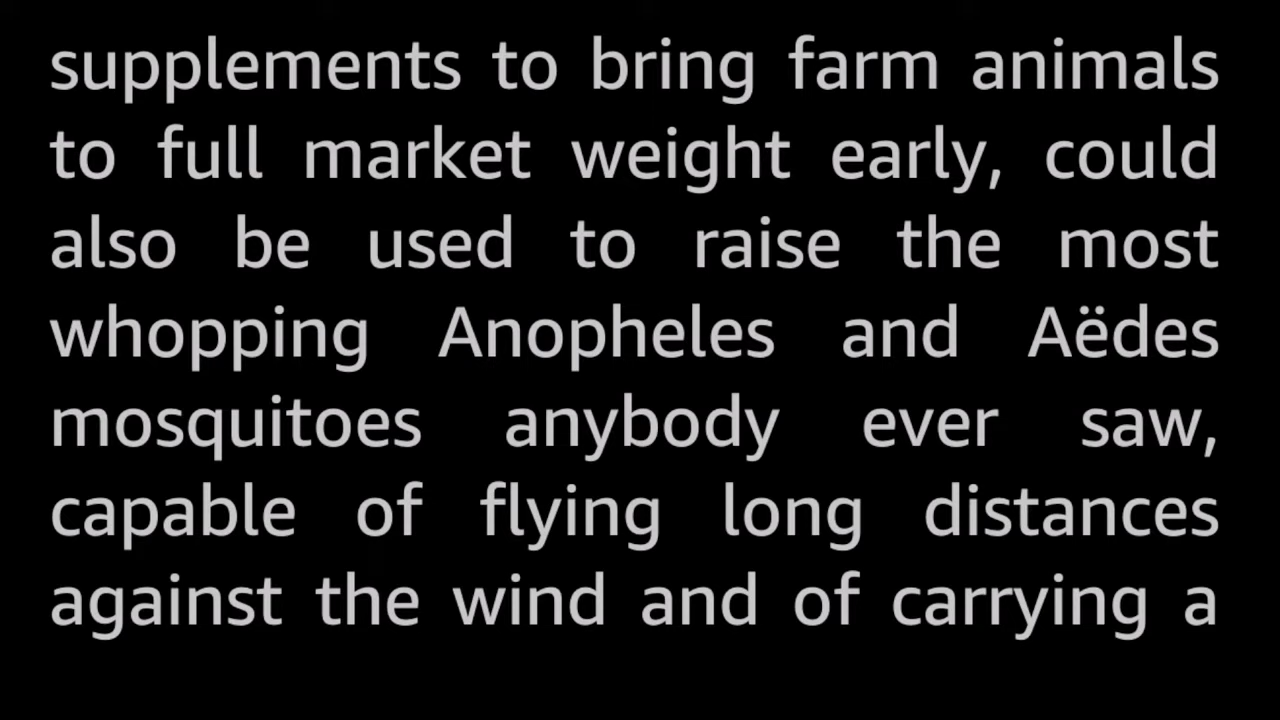 supplements to bring farm animals
to full market weight early, could
also be used to raise the most
whopping Anopheles and Aëdes
mosquitoes anybody ever saw,
capable of flying long distances
against the wind and of carrying a